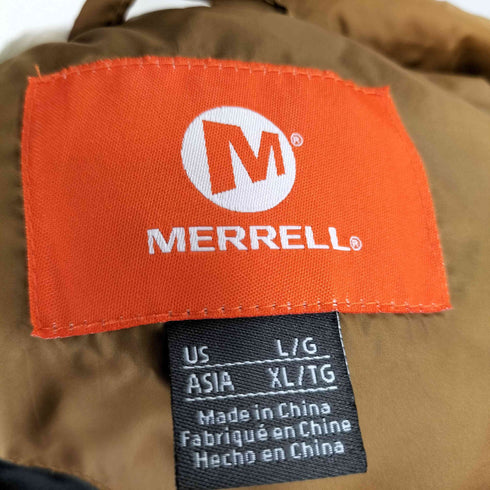 M®
MERRELL®
US L/G
ASIA XL/TG
Made in China
Fabriqué en Chine
Hecho en China